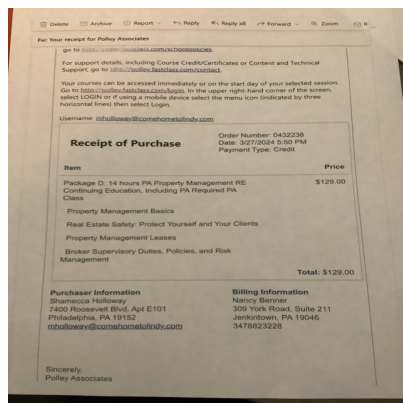 Delete Archive Report Reply Reply all Forward Zoom
Fw: Your receipt for Polley Associates
go to
For support details, including Course Credit/Certificates or Content and Technical
Support, go to http://polley.fastclass.com/contact.
Your courses can be accessed immediately or on the start day of your selected session.
Go to http://polley.fastclass.com/login. In the upper right-hand corner of the screen,
select LOGIN or if using a mobile device select the menu icon (indicated by three
horizontal lines) then select Login.
Username: mholloway@comehometolindy.com
Receipt of Purchase
Order Number: 0432238
Date: 3/27/2024 5:50 PM
Payment Type: Credit
Item Price
Package D: 14 hours PA Property Management RE $129.00
Continuing Education, Including PA Required PA
Class
Property Management Basics
Real Estate Safety: Protect Yourself and Your Clients
Property Management Leases
Broker Supervisory Duties, Policies, and Risk
Management
Total: $129.00
Purchaser Information
Shamecca Holloway
7400 Roosevelt Blvd, Apt E101
Philadelphia, PA 19152
mholloway@comehometolindy.com
Billing Information
Nancy Benner
309 York Road, Suite 211
Jenkintown, PA 19046
3478823228
Sincerely,
Polley Associates